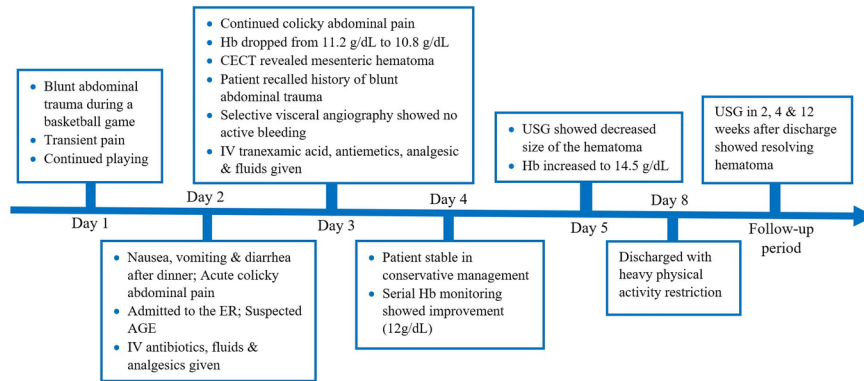 • Blunt abdominal
trauma during a
basketball game
• Transient pain
• Continued playing
Day 1
Day 2
• Nausea, vomiting & diarrhea
after dinner; Acute colicky
abdominal pain
• Admitted to the ER; Suspected
AGE
• IV antibiotics, fluids &
analgesics given
• Continued colicky abdominal pain
• Hb dropped from 11.2 g/dL to 10.8 g/dL
• CECT revealed mesenteric hematoma
• Patient recalled history of blunt
abdominal trauma
• Selective visceral angiography showed no
active bleeding
• IV tranexamic acid, antiemetics, analgesic
& fluids given
Day 3
Day 4
• Patient stable in
conservative management
• Serial Hb monitoring
showed improvement
(12g/dL)
• USG showed decreased
size of the hematoma
• Hb increased to 14.5 g/dL
Day 5
Day 8
Discharged with
heavy physical
activity restriction
USG in 2, 4 & 12
weeks after discharge
showed resolving
hematoma
Follow-up
period